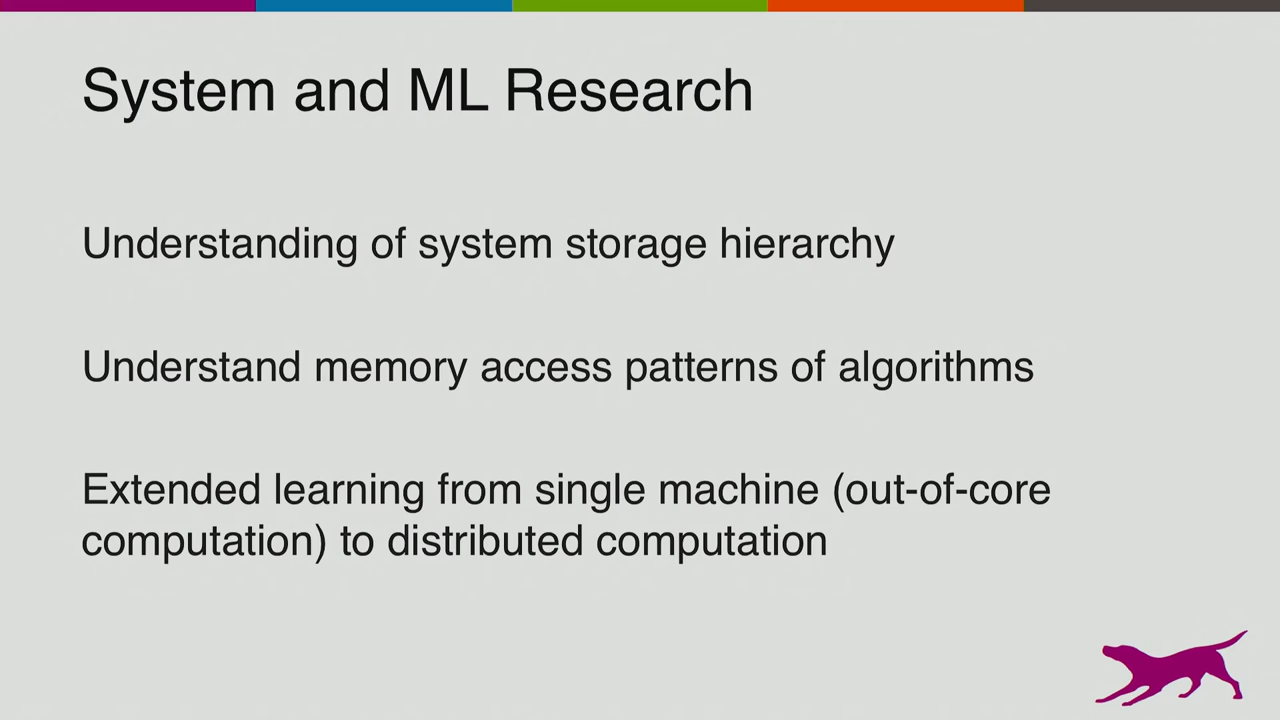 System and ML Research
Understanding of system storage hierarchy
Understand memory access patterns of algorithms
Extended learning from single machine (out-of-core
computation) to distributed computation